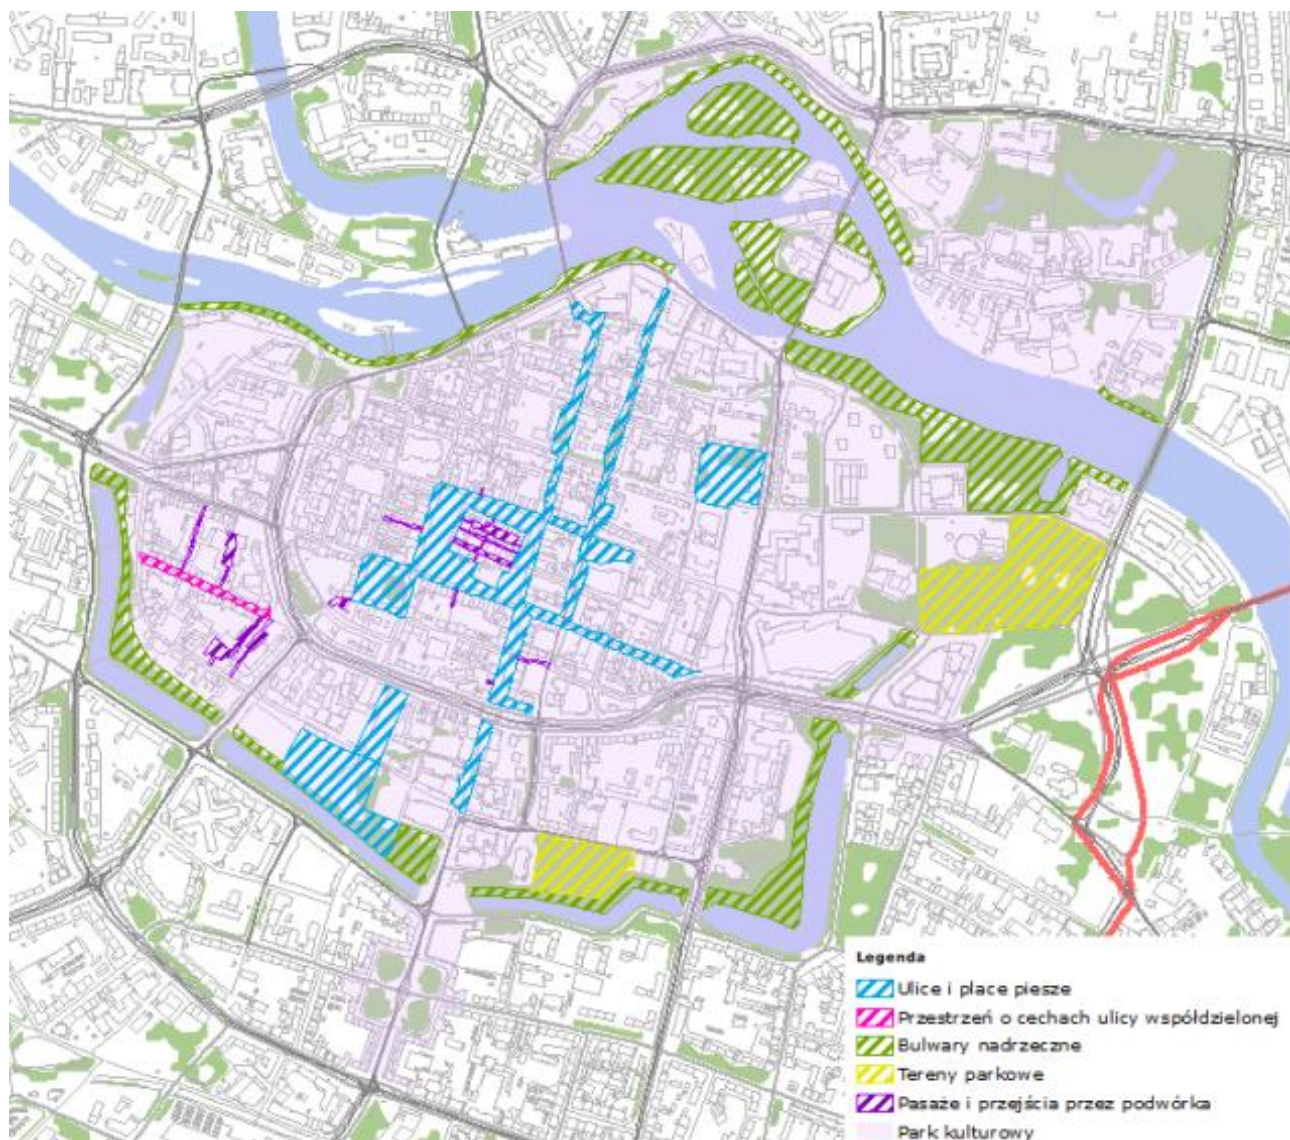 Legenda
Ulice i place piesze
Przestrzeń o cechach ulicy współdzielonej
Bulwary nadrzeczne
Tereny parkowe
Pasaże i przejścia przez podwórka
Park kulturowy